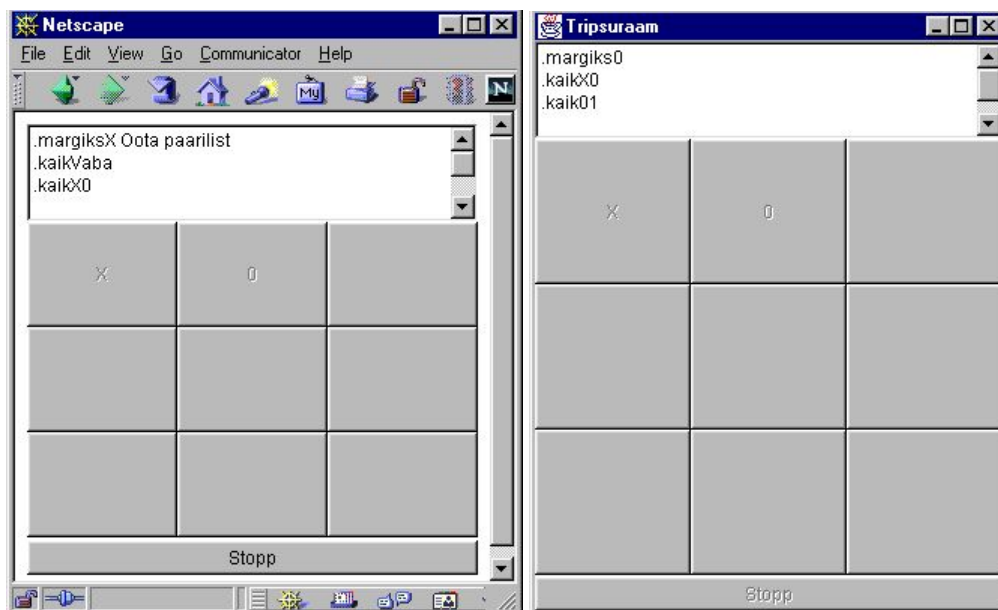 Netscape
File Edit View Go Communicator Help
My
N
.margiksX Oota paarilist
.kaikVaba
.kaikX0
X 0
Stopp
Tripsuraam
.margiks0
.kaikX0
.kaik01
X 0
Stopp